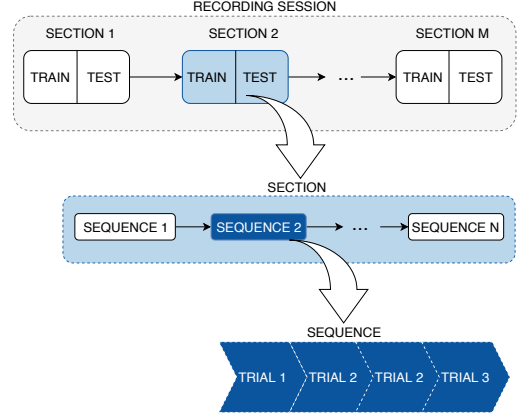 RECORDING SESSION
SECTION 1 SECTION 2 SECTION M
TRAIN TEST TRAIN TEST ... TRAIN TEST
SECTION
SEQUENCE 1 SEQUENCE 2 ... SEQUENCE N
SEQUENCE
TRIAL 1 TRIAL 2 TRIAL 2 TRIAL 3